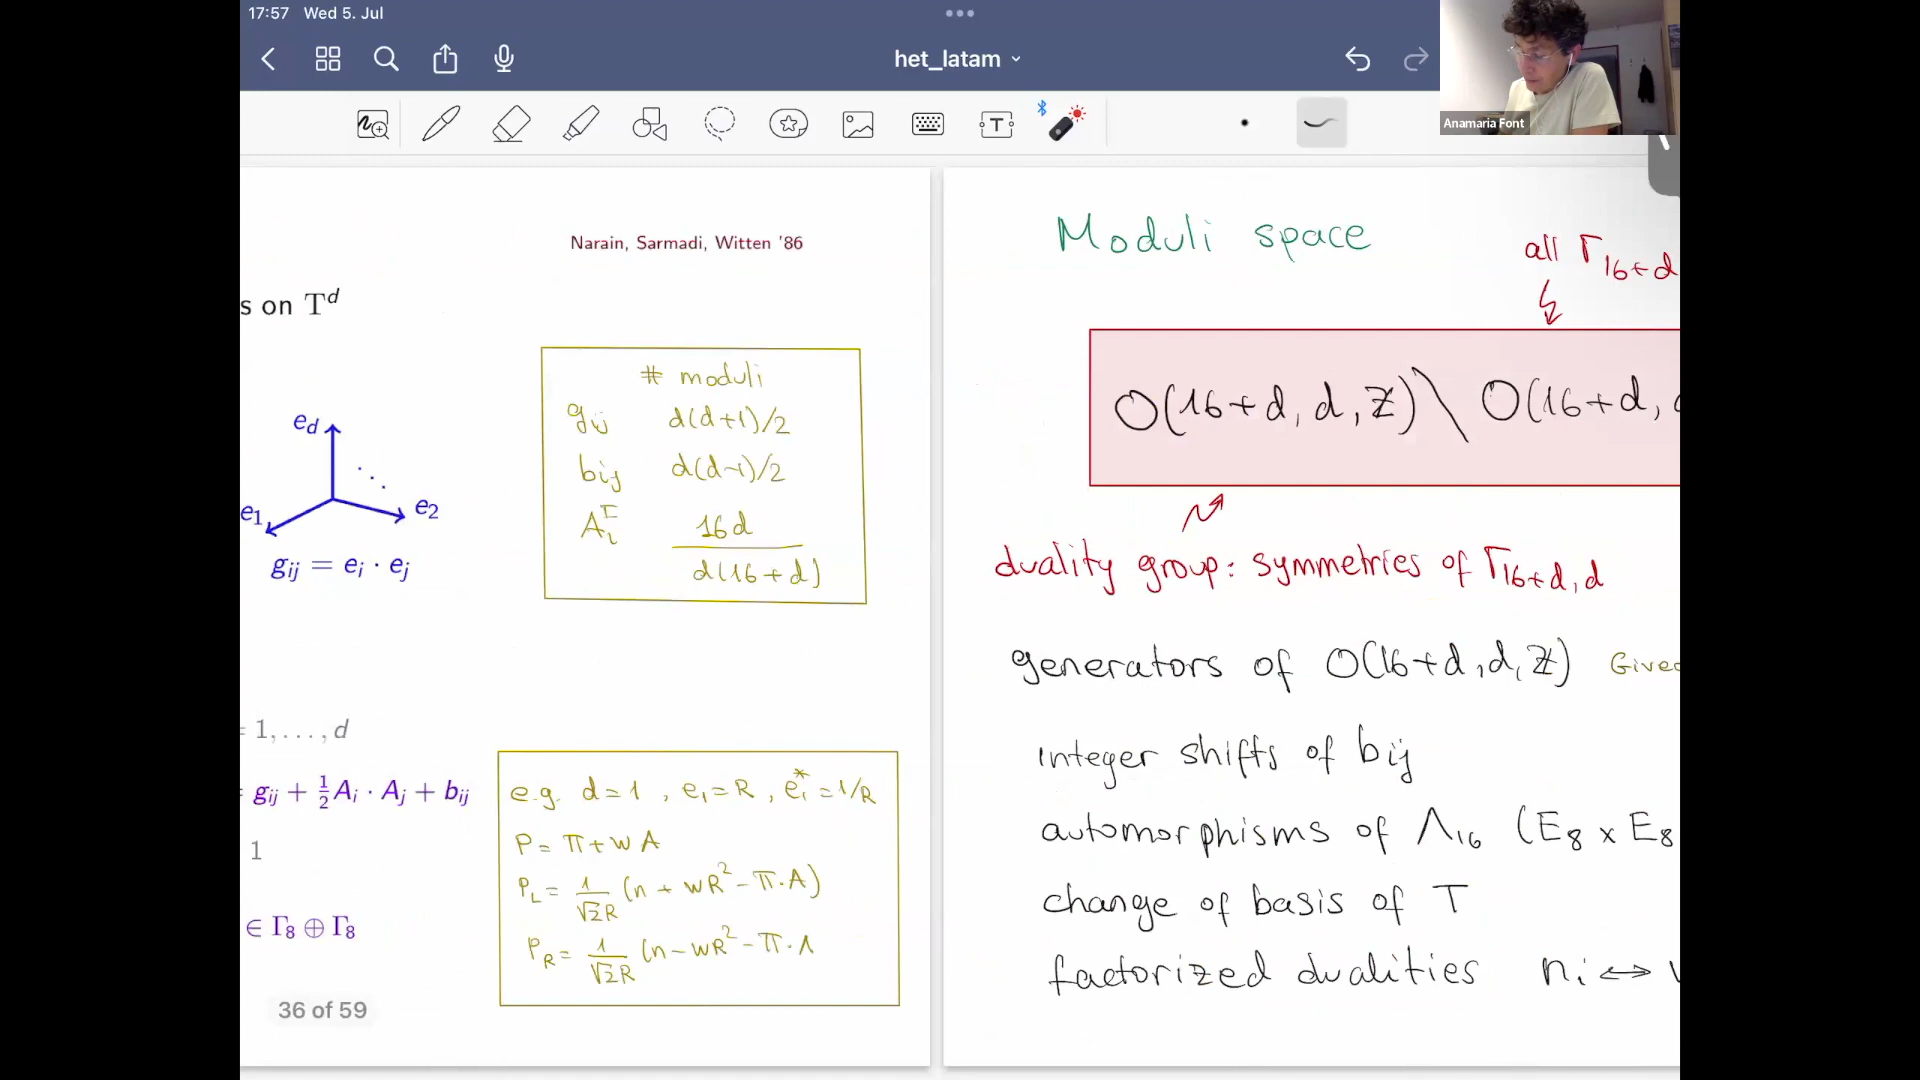 17:57 Wed 5. Jul
het_latam
T
Anamaria Font
Narain, Sarmadi, Witten '86
s on T^d
# moduli
g_ij d(d+1)/2
b_ij d(d-1)/2
A_i^I 16d
d(16+d)
e_d
e_1
e_2
g_ij = e_i · e_j
= 1, . . . , d
= g_ij + ½A_i · A_j + b_ij
1
∈ Γ_8 ⊕ Γ_8
e.g. d=1, e_1=R, e_1^*=1/R
P = π + wA
P_L = 1/√2R (n + wR² - π·A)
P_R = 1/√2R (n - wR² - π·A
36 of 59
Moduli space
all Γ_16+d
O(16+d, d, ℤ) \ O(16+d,
duality group: symmetries of Γ_16+d,d
generators of O(16+d, d, ℤ)
integer shifts of b_ij
automorphisms of Λ_16 (E_8 x E_8
change of basis of T
factorized dualities n_i ↔